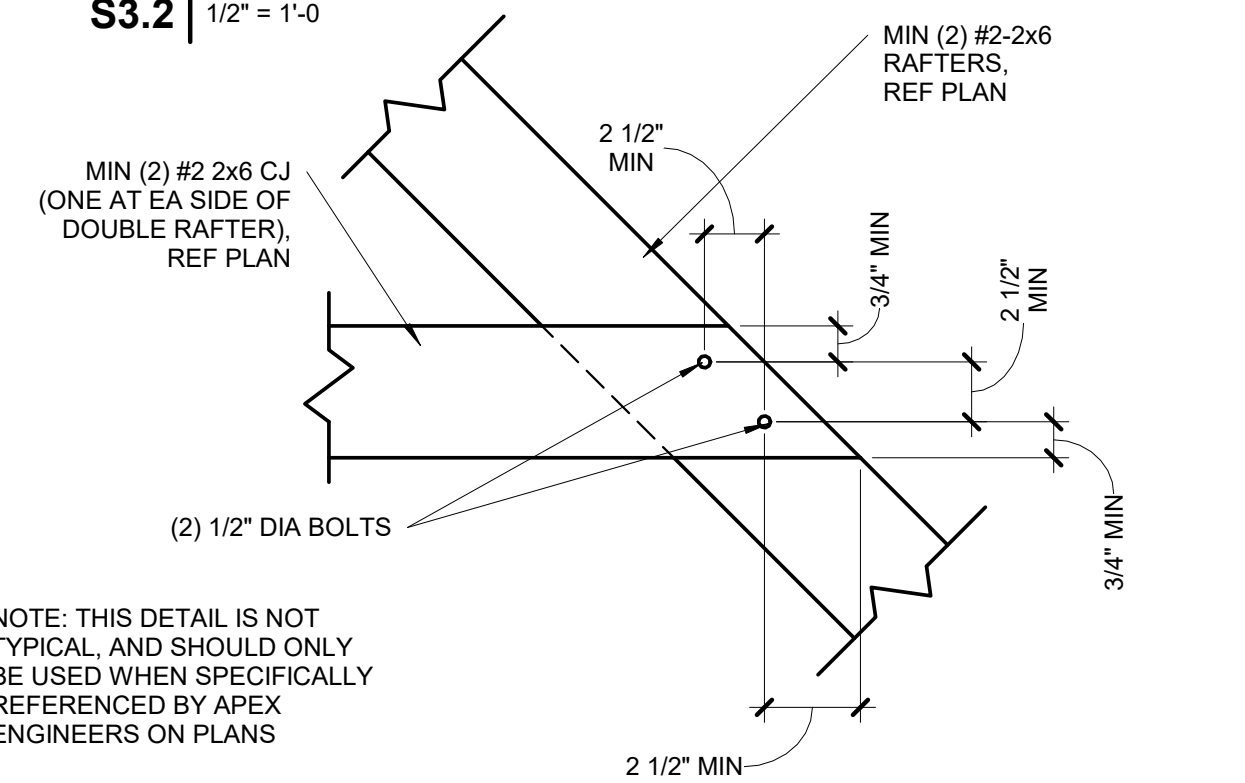 S3.2
1/2" = 1'-0
MIN (2) #2-2x6
RAFTERS,
REF PLAN
2 1/2"
MIN
MIN (2) #2 2x6 CJ
(ONE AT EA SIDE OF
DOUBLE RAFTER),
REF PLAN
3/4" MIN
2 1/2"
MIN
(2) 1/2" DIA BOLTS
3/4" MIN
NOTE: THIS DETAIL IS NOT
TYPICAL, AND SHOULD ONLY
BE USED WHEN SPECIFICALLY
REFERENCED BY APEX
ENGINEERS ON PLANS
2 1/2" MIN